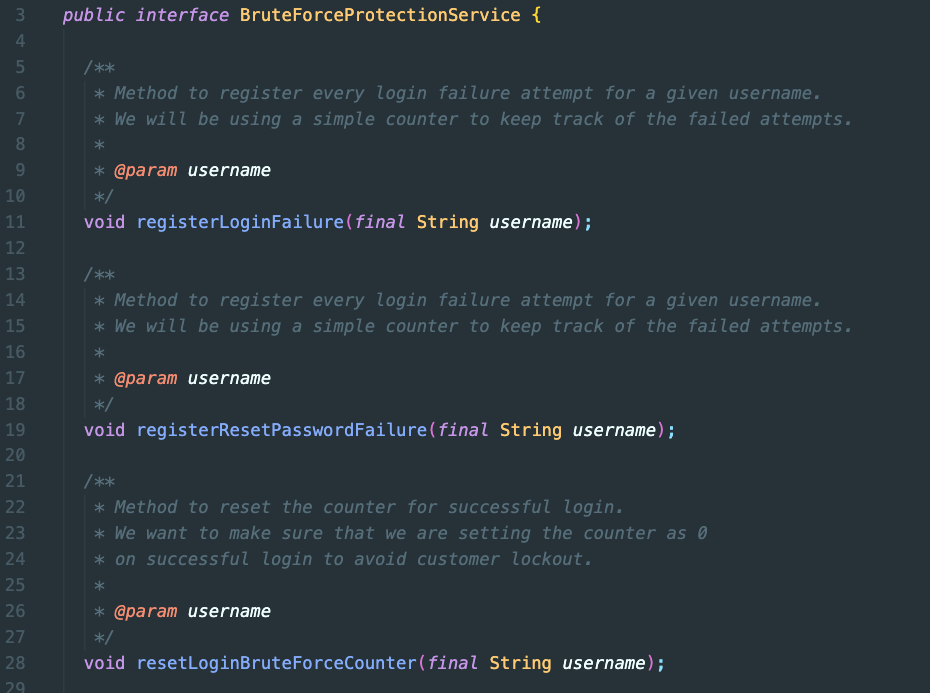 3 public interface BruteForceProtectionService {
4
5 /**
6 * Method to register every login failure attempt for a given username.
7 * We will be using a simple counter to keep track of the failed attempts.
8 *
9 * @param username
10 */
11 void registerLoginFailure(final String username);
12
13 /**
14 * Method to register every login failure attempt for a given username.
15 * We will be using a simple counter to keep track of the failed attempts.
16 *
17 * @param username
18 */
19 void registerResetPasswordFailure(final String username);
20
21 /**
22 * Method to reset the counter for successful login.
23 * We want to make sure that we are setting the counter as 0
24 * on successful login to avoid customer lockout.
25 *
26 * @param username
27 */
28 void resetLoginBruteForceCounter(final String username);
29